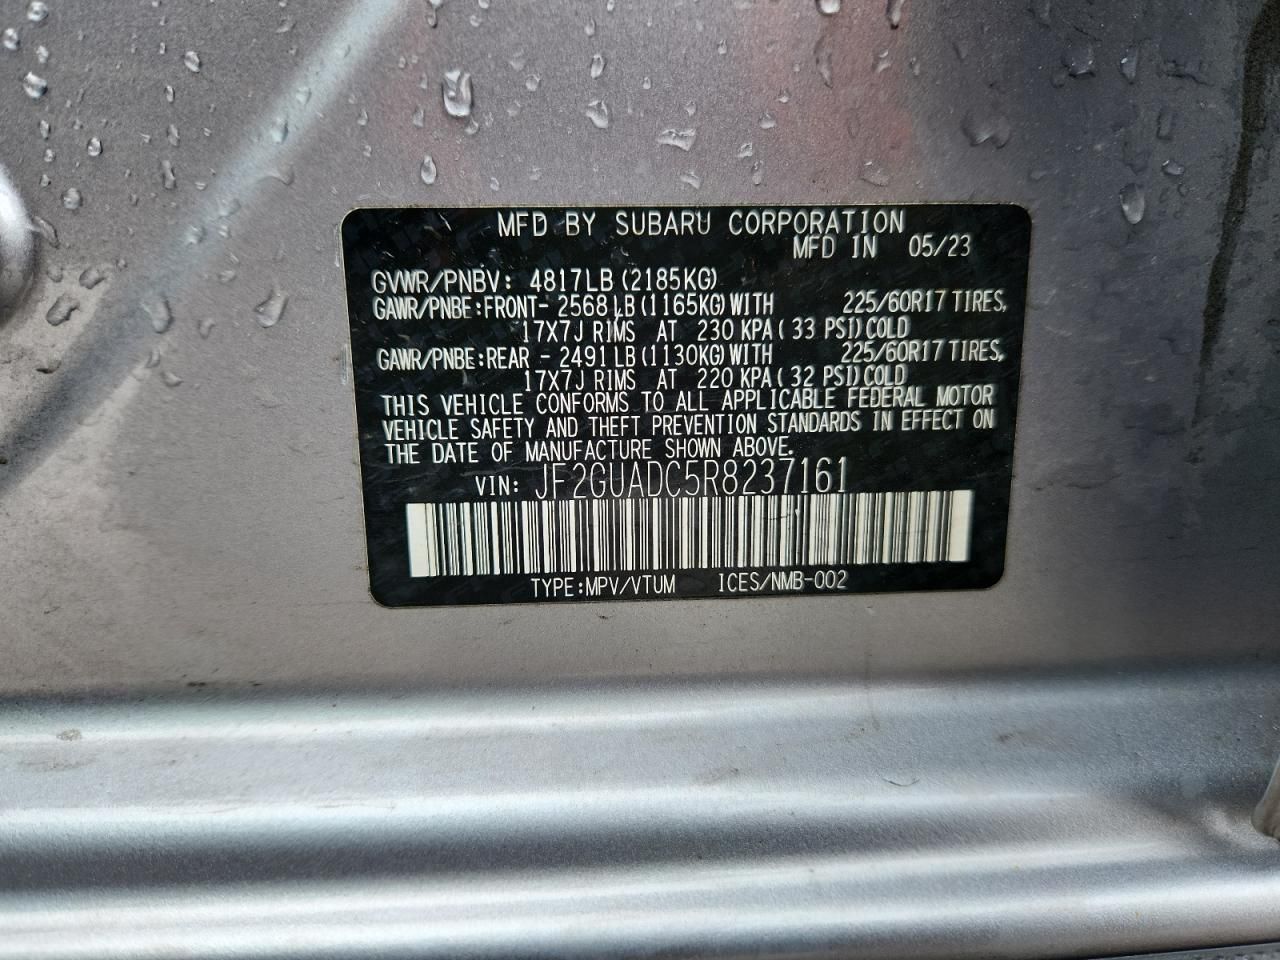 MFD BY SUBARU CORPORATION
MFD IN 05/23
GVWR/PNBV: 4817LB (2185KG)
GAWR/PNBE:FRONT- 2568LB (1165KG) WITH 225/60R17 TIRES,
17X7J RIMS AT 230 KPA ( 33 PSI) COLD
GAWR/PNBE:REAR - 2491LB (1130KG) WITH 225/60R17 TIRES,
17X7J RIMS AT 220 KPA ( 32 PSI) COLD
THIS VEHICLE CONFORMS TO ALL APPLICABLE FEDERAL MOTOR
VEHICLE SAFETY AND THEFT PREVENTION STANDARDS IN EFFECT ON
THE DATE OF MANUFACTURE SHOWN ABOVE.
VIN: JF2GUADC5R8237161
TYPE:MPV/VTUM ICES/NMB-002